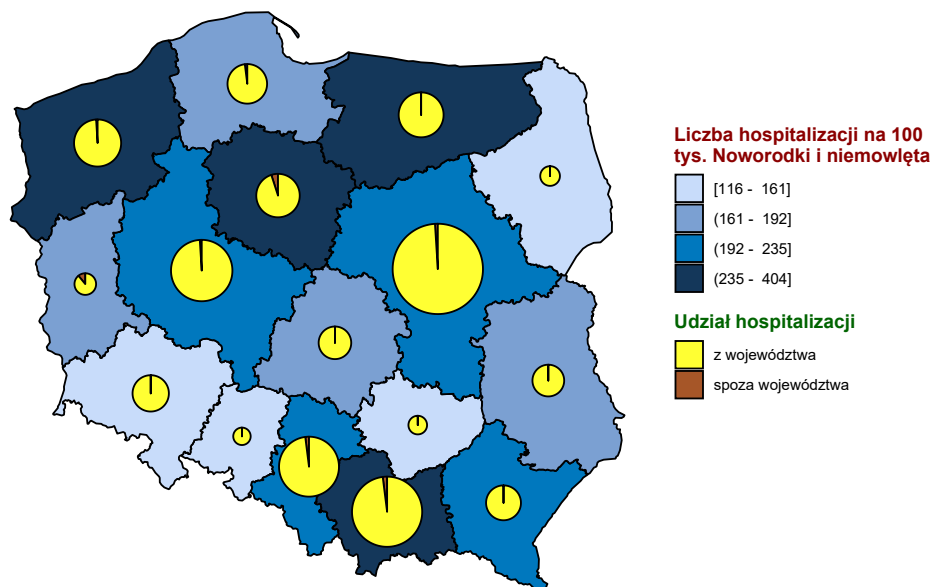 Liczba hospitalizacji na 100
tys. Noworodki i niemowlęta
[116 - 161]
(161 - 192]
(192 - 235]
(235 - 404]
Udział hospitalizacji
z województwa
spoza województwa